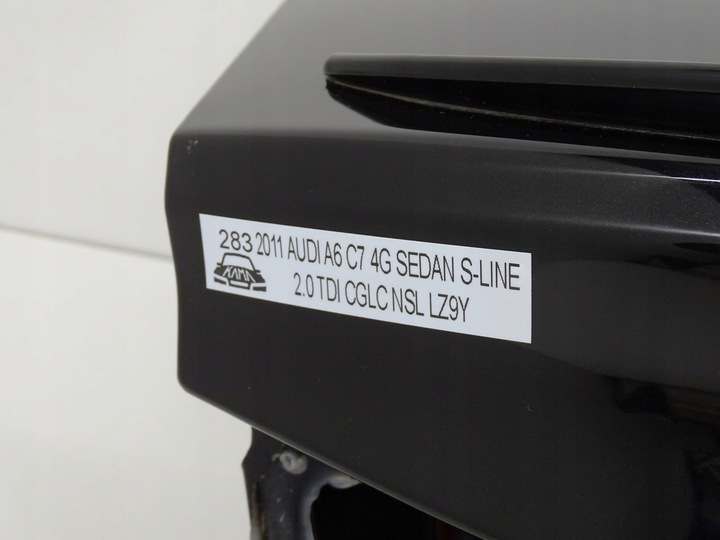 283 2011 AUDI A6 C7 4G SEDAN S-LINE
KAMA 2.0 TDI CGLC NSL LZ9Y